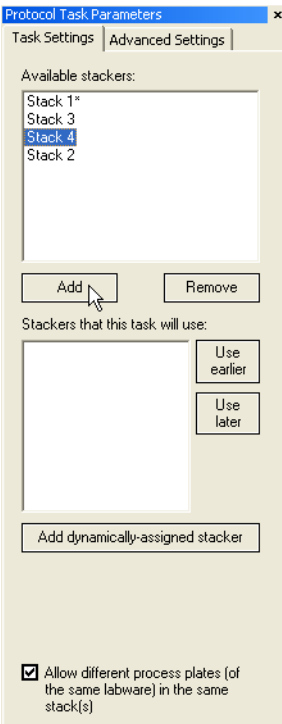 Protocol Task Parameters ×
Task Settings Advanced Settings
Available stackers:
Stack 1*
Stack 3
Stack 4
Stack 2
Add Remove
Stackers that this task will use:
Use
earlier
Use
later
Add dynamically-assigned stacker
Allow different process plates (of
the same labware) in the same
stack(s)